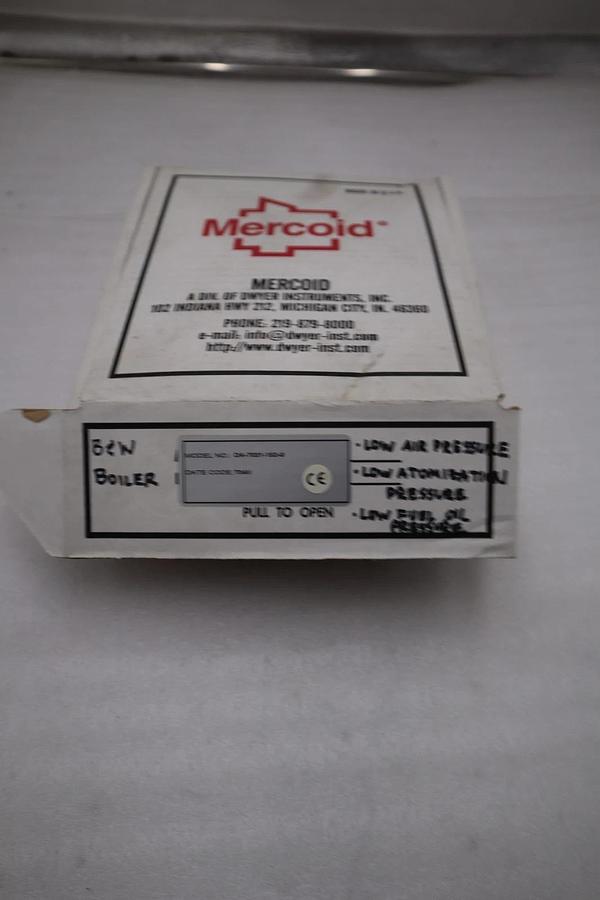 Mercoid®
MERCOID
A DIV. OF DWYER INSTRUMENTS, INC.
102 INDIANA HWY 212, MICHIGAN CITY, IN. 46360
PHONE: 219-879-8000
e-mail: info@dwyer-inst.com
http://www.dwyer-inst.com
B&W
BOILER
MODEL NO.:
DATE CODE:
CE
PULL TO OPEN
· LOW AIR PRESSURE
· LOW ATOMIZATION
PRESSURE
· LOW FUEL OIL
PRESSURE